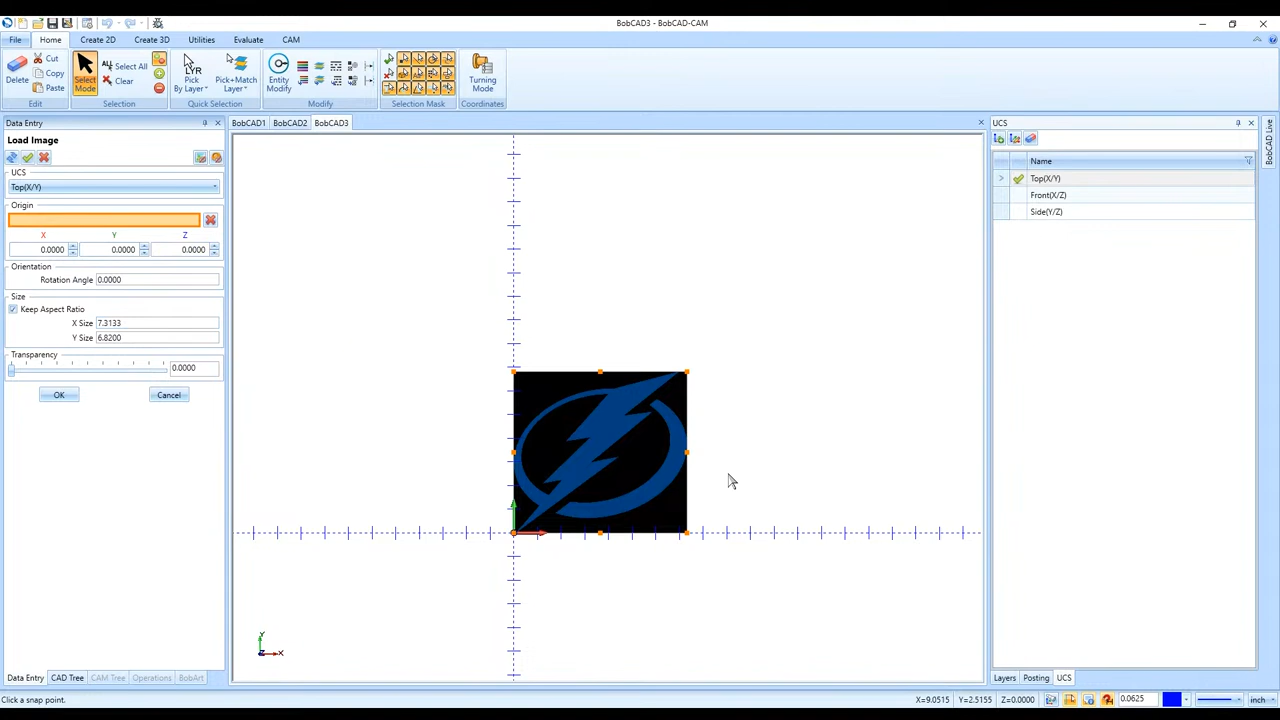 BobCAD3 - BobCAD-CAM
File Home Create 2D Create 3D Utilities Evaluate CAM
Delete Cut Copy Paste Select Mode Select All Clear LYR Pick By Layer Pick+Match Layer Entity Modify Turning Mode
Edit Selection Quick Selection Modify Selection Mask Coordinates
Data Entry
BobCAD1 BobCAD2 BobCAD3
UCS
BobCAD Live
Load Image
UCS
Top(X/Y)
Origin
X Y Z
0.0000 0.0000 0.0000
Orientation
Rotation Angle 0.0000
Size
Keep Aspect Ratio
X Size 7.3133
Y Size 6.8200
Transparency
0.0000
OK Cancel
Name
Top(X/Y)
Front(X/Z)
Side(Y/Z)
Y
Z X
Data Entry CAD Tree CAM Tree Operations BobArt
Layers Posting UCS
Click a snap point.
X=9.0515 Y=2.5155 Z=0.0000 0.0625 inch